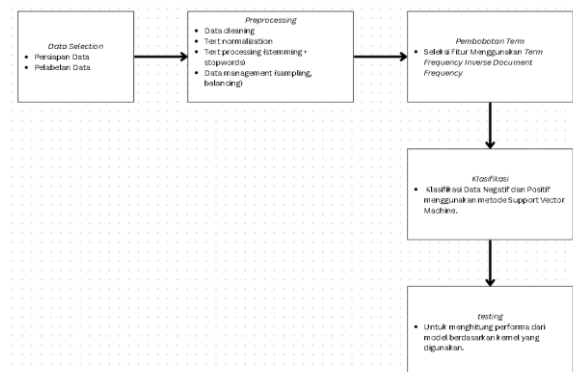 Data Selection
Persiapan Data
Pelabelan Data
Preprocessing
Data cleaning
Text normalization
Text processing (stemming +
stopwords)
Data management (sampling,
balancing)
Pembobotan Term
Seleksi Fitur Menggunakan Term
Frequency Inverse Document
Frequency
Klasifikasi
Klasifikasi Data Negatif dan Positif
menggunakan metode Support Vector
Machine.
testing
Untuk menghitung performa dari
model berdasarkan kernel yang
digunakan.